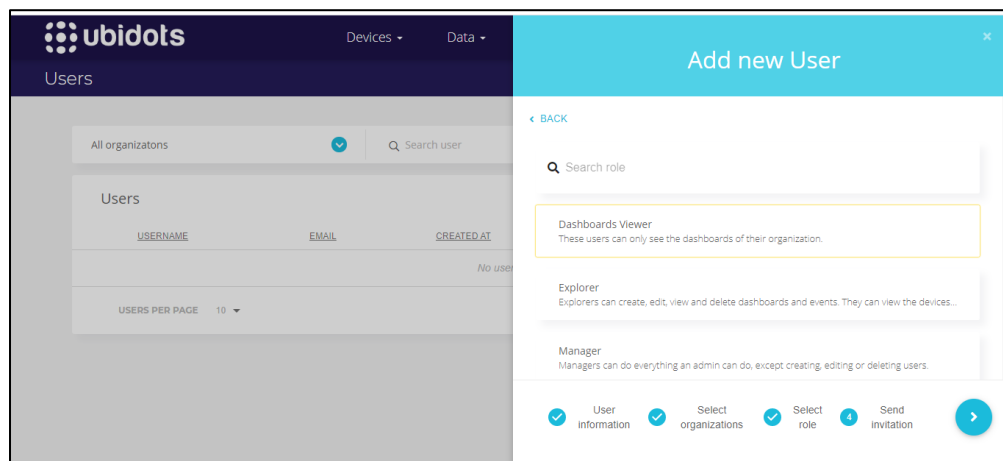 ubidots
Devices
Data
Users
All organizatons
Search user
Users
USERNAME
EMAIL
CREATED AT
No user
USERS PER PAGE
10
Add new User
×
BACK
Search role
Dashboards Viewer
These users can only see the dashboards of their organization.
Explorer
Explorers can create, edit, view and delete dashboards and events. They can view the devices...
Manager
Managers can do everything an admin can do, except creating, editing or deleting users.
User
information
Select
organizations
Select
role
4
Send
invitation